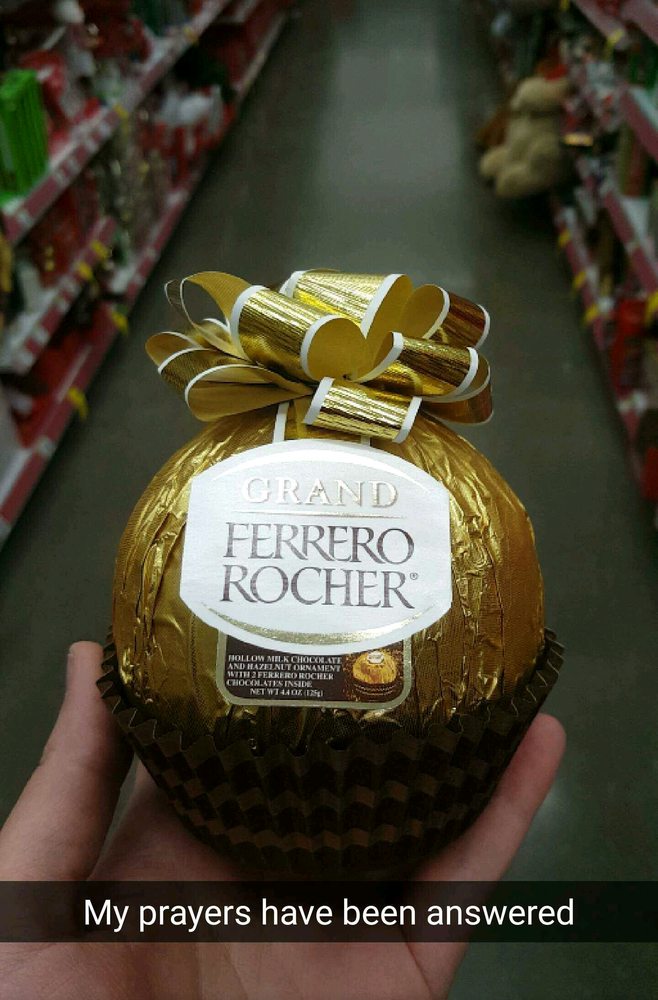 GRAND
FERRERO
ROCHER®
HOLLOW MILK CHOCOLATE
AND HAZELNUT ORNAMENT
WITH 2 FERRERO ROCHER
CHOCOLATES INSIDE
NET WT 4.4 OZ (125g)
My prayers have been answered